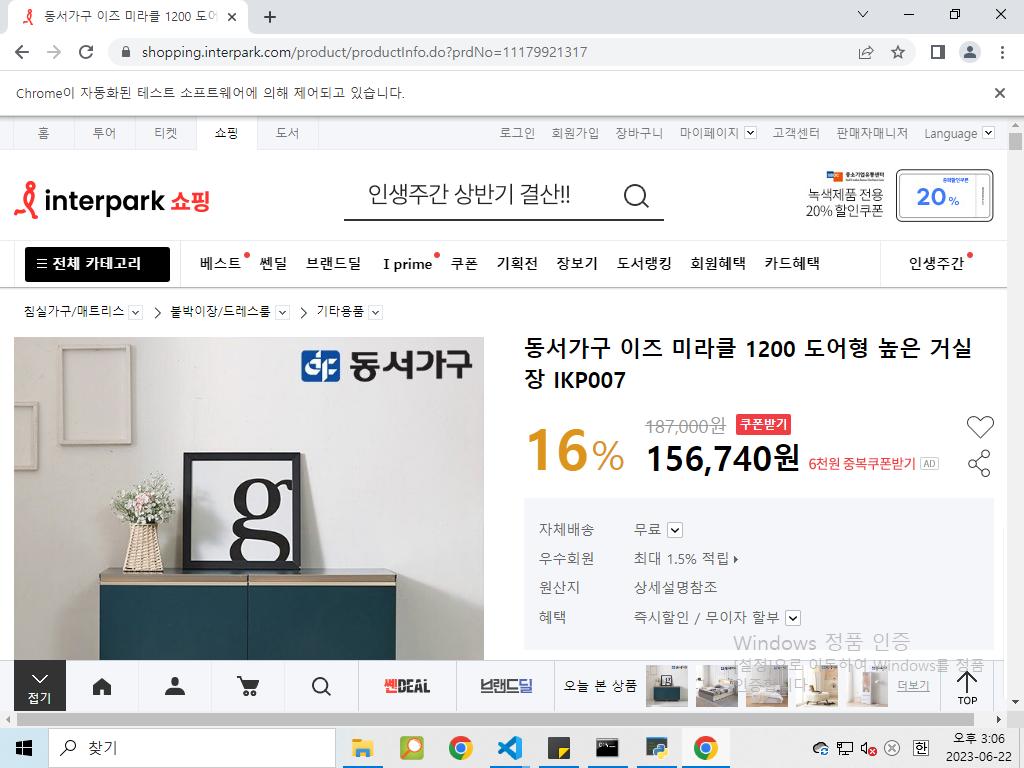 동서가구 이즈 미라클 1200 도어
shopping.interpark.com/product/productInfo.do?prdNo=11179921317
Chrome이 자동화된 테스트 소프트웨어에 의해 제어되고 있습니다.
홈 투어 티켓 쇼핑 도서 로그인 회원가입 장바구니 마이페이지 고객센터 판매자매니저 Language
interpark 쇼핑
인생주간 상반기 결산!!
중소기업유통센터
녹색제품 전용
20% 할인쿠폰
20%
전체 카테고리 베스트 쎈딜 브랜드딜 I prime 쿠폰 기획전 장보기 도서랭킹 회원혜택 카드혜택 인생주간
침실가구/매트리스 붙박이장/드레스룸 기타용품
동서가구
g
동서가구 이즈 미라클 1200 도어형 높은 거실
장 IKP007
16%
187,000원 쿠폰받기
156,740원 6천원 중복쿠폰받기 AD
자체배송 무료
우수회원 최대 1.5% 적립
원산지 상세설명참조
혜택 즉시할인 / 무이자 할부
Windows 정품 인증
[설정]으로 이동하여 Windows를 정품
인증합니다.
접기 쎈DEAL 브랜드딜 오늘 본 상품 더보기 TOP
찾기
한
오후 3:06
2023-06-22